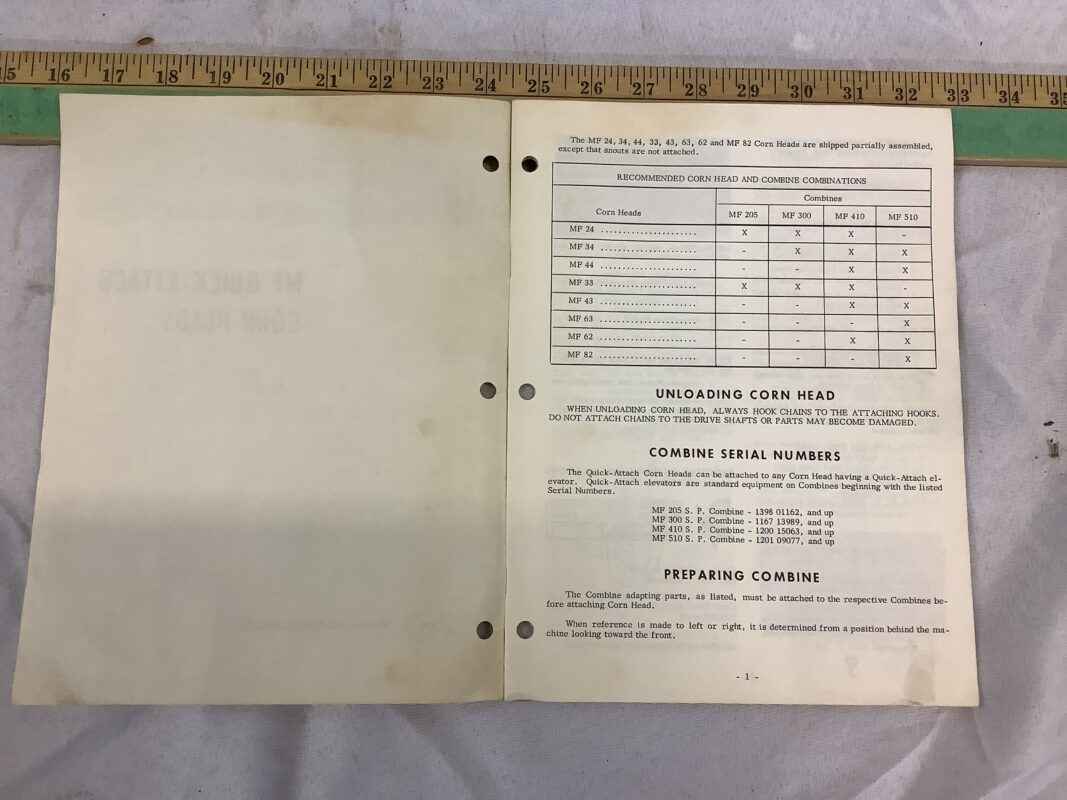 15 16 17 18 19 20 21 22 23 24 25 26 27 28 29 30 31 32 33 34 35
MF QUICK-ATTACH
CORN HEADS
The MF 24, 34, 44, 33, 43, 63, 62 and MF 82 Corn Heads are shipped partially assembled,
except that snouts are not attached.
RECOMMENDED CORN HEAD AND COMBINE COMBINATIONS
Combines
Corn Heads MF 205 MF 300 MF 410 MF 510
MF 24 ...................... X X X -
MF 34 ...................... - X X X
MF 44 ...................... - - X X
MF 33 ...................... X X X -
MF 43 ...................... - - X X
MF 63 ...................... - - - X
MF 62 ...................... - - X X
MF 82 ...................... - - - X
UNLOADING CORN HEAD
WHEN UNLOADING CORN HEAD, ALWAYS HOOK CHAINS TO THE ATTACHING HOOKS.
DO NOT ATTACH CHAINS TO THE DRIVE SHAFTS OR PARTS MAY BECOME DAMAGED.
COMBINE SERIAL NUMBERS
The Quick-Attach Corn Heads can be attached to any Corn Head having a Quick-Attach el-
evator. Quick-Attach elevators are standard equipment on Combines beginning with the listed
Serial Numbers.
MF 205 S. P. Combine - 1398 01162, and up
MF 300 S. P. Combine - 1167 13989, and up
MF 410 S. P. Combine - 1200 15063, and up
MF 510 S. P. Combine - 1201 09077, and up
PREPARING COMBINE
The Combine adapting parts, as listed, must be attached to the respective Combines be-
fore attaching Corn Head.
When reference is made to left or right, it is determined from a position behind the ma-
chine looking toward the front.
- 1 -